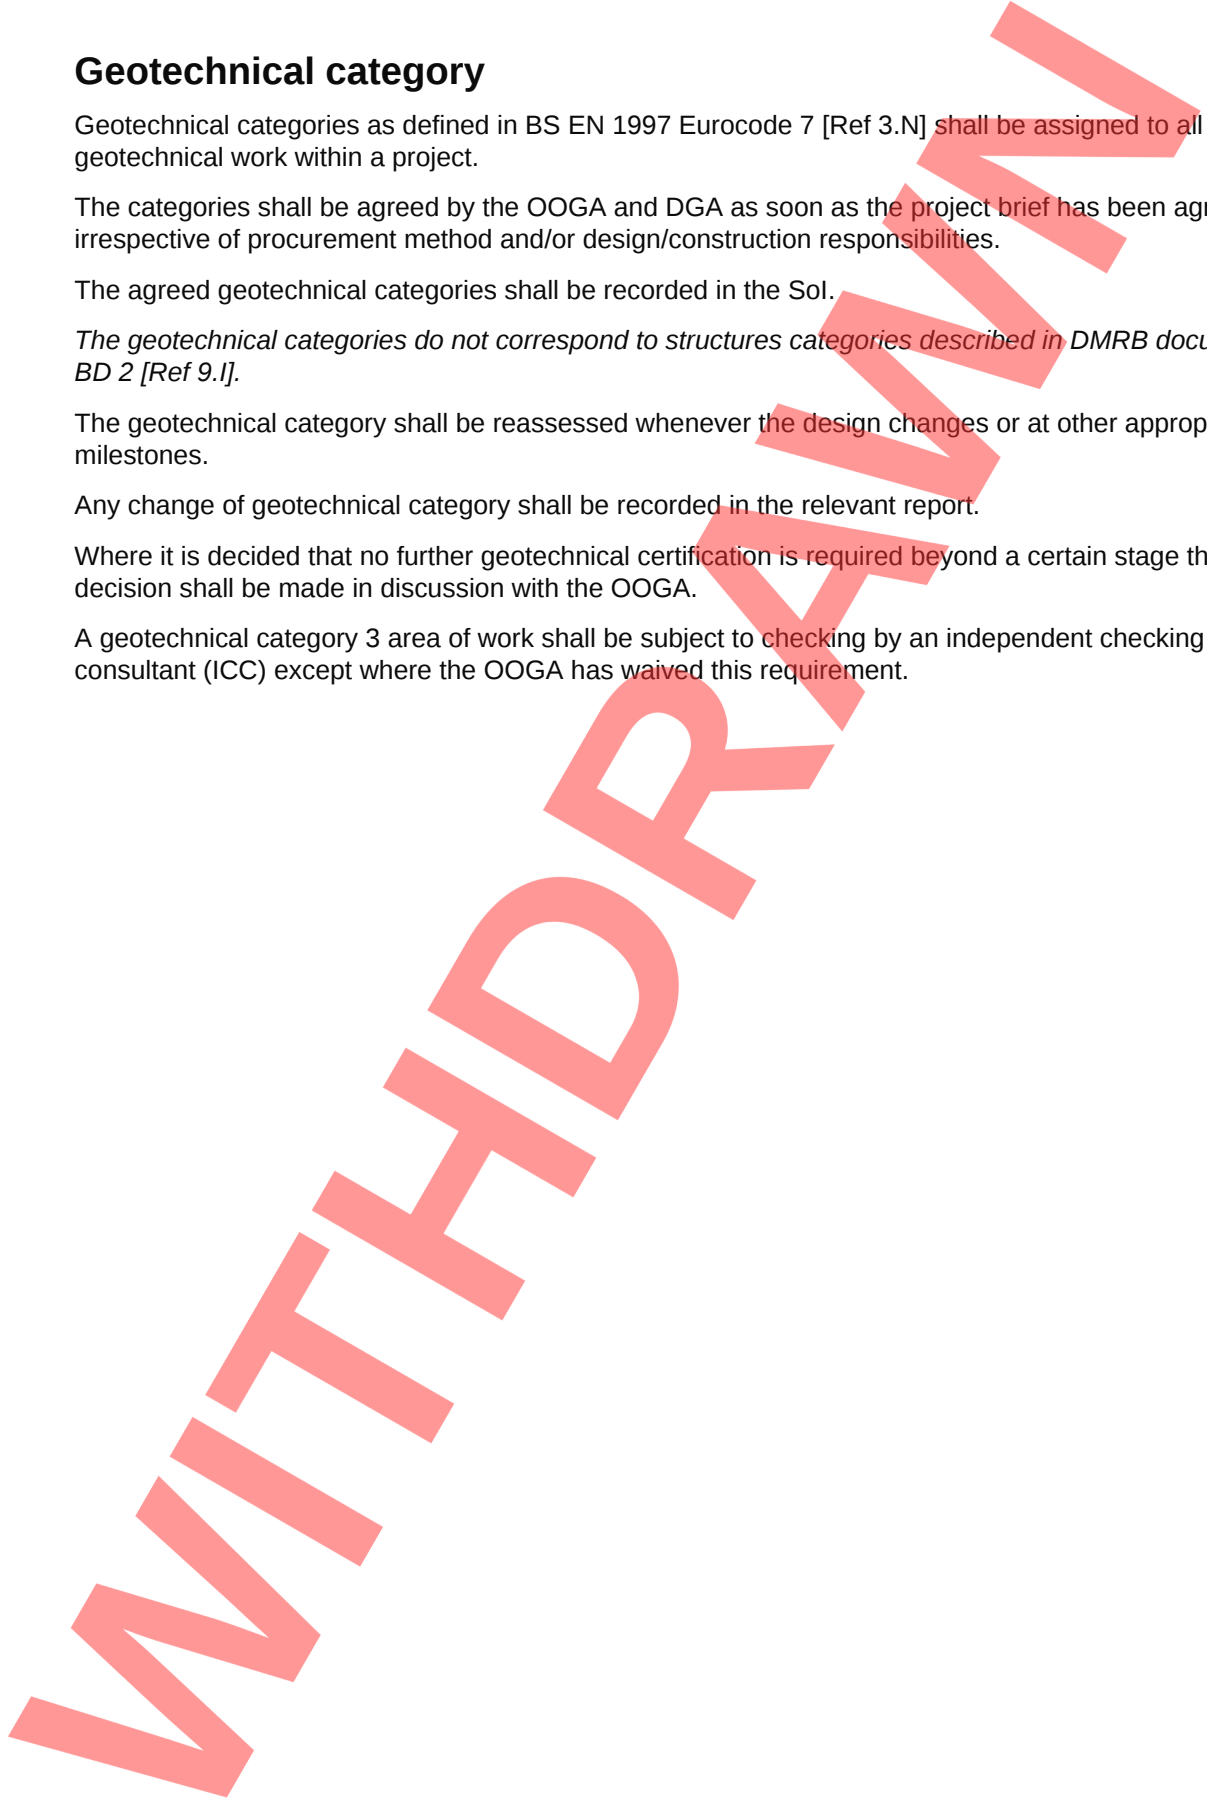 Geotechnical category
Geotechnical categories as defined in BS EN 1997 Eurocode 7 [Ref 3.N] shall be assigned to all
geotechnical work within a project.
The categories shall be agreed by the OOGA and DGA as soon as the project brief has been
irrespective of procurement method and/or design/construction responsibilities.
The agreed geotechnical categories shall be recorded in the SoI.
The geotechnical categories do not correspond to structures categories described in DMRB
BD 2 [Ref 9.I].
The geotechnical category shall be reassessed whenever the design changes or at other
milestones.
Any change of geotechnical category shall be recorded in the relevant report.
Where it is decided that no further geotechnical certification is required beyond a certain stage
decision shall be made in discussion with the OOGA.
A geotechnical category 3 area of work shall be subject to checking by an independent checking
consultant (ICC) except where the OOGA has waived this requirement.
WITHDRAWN